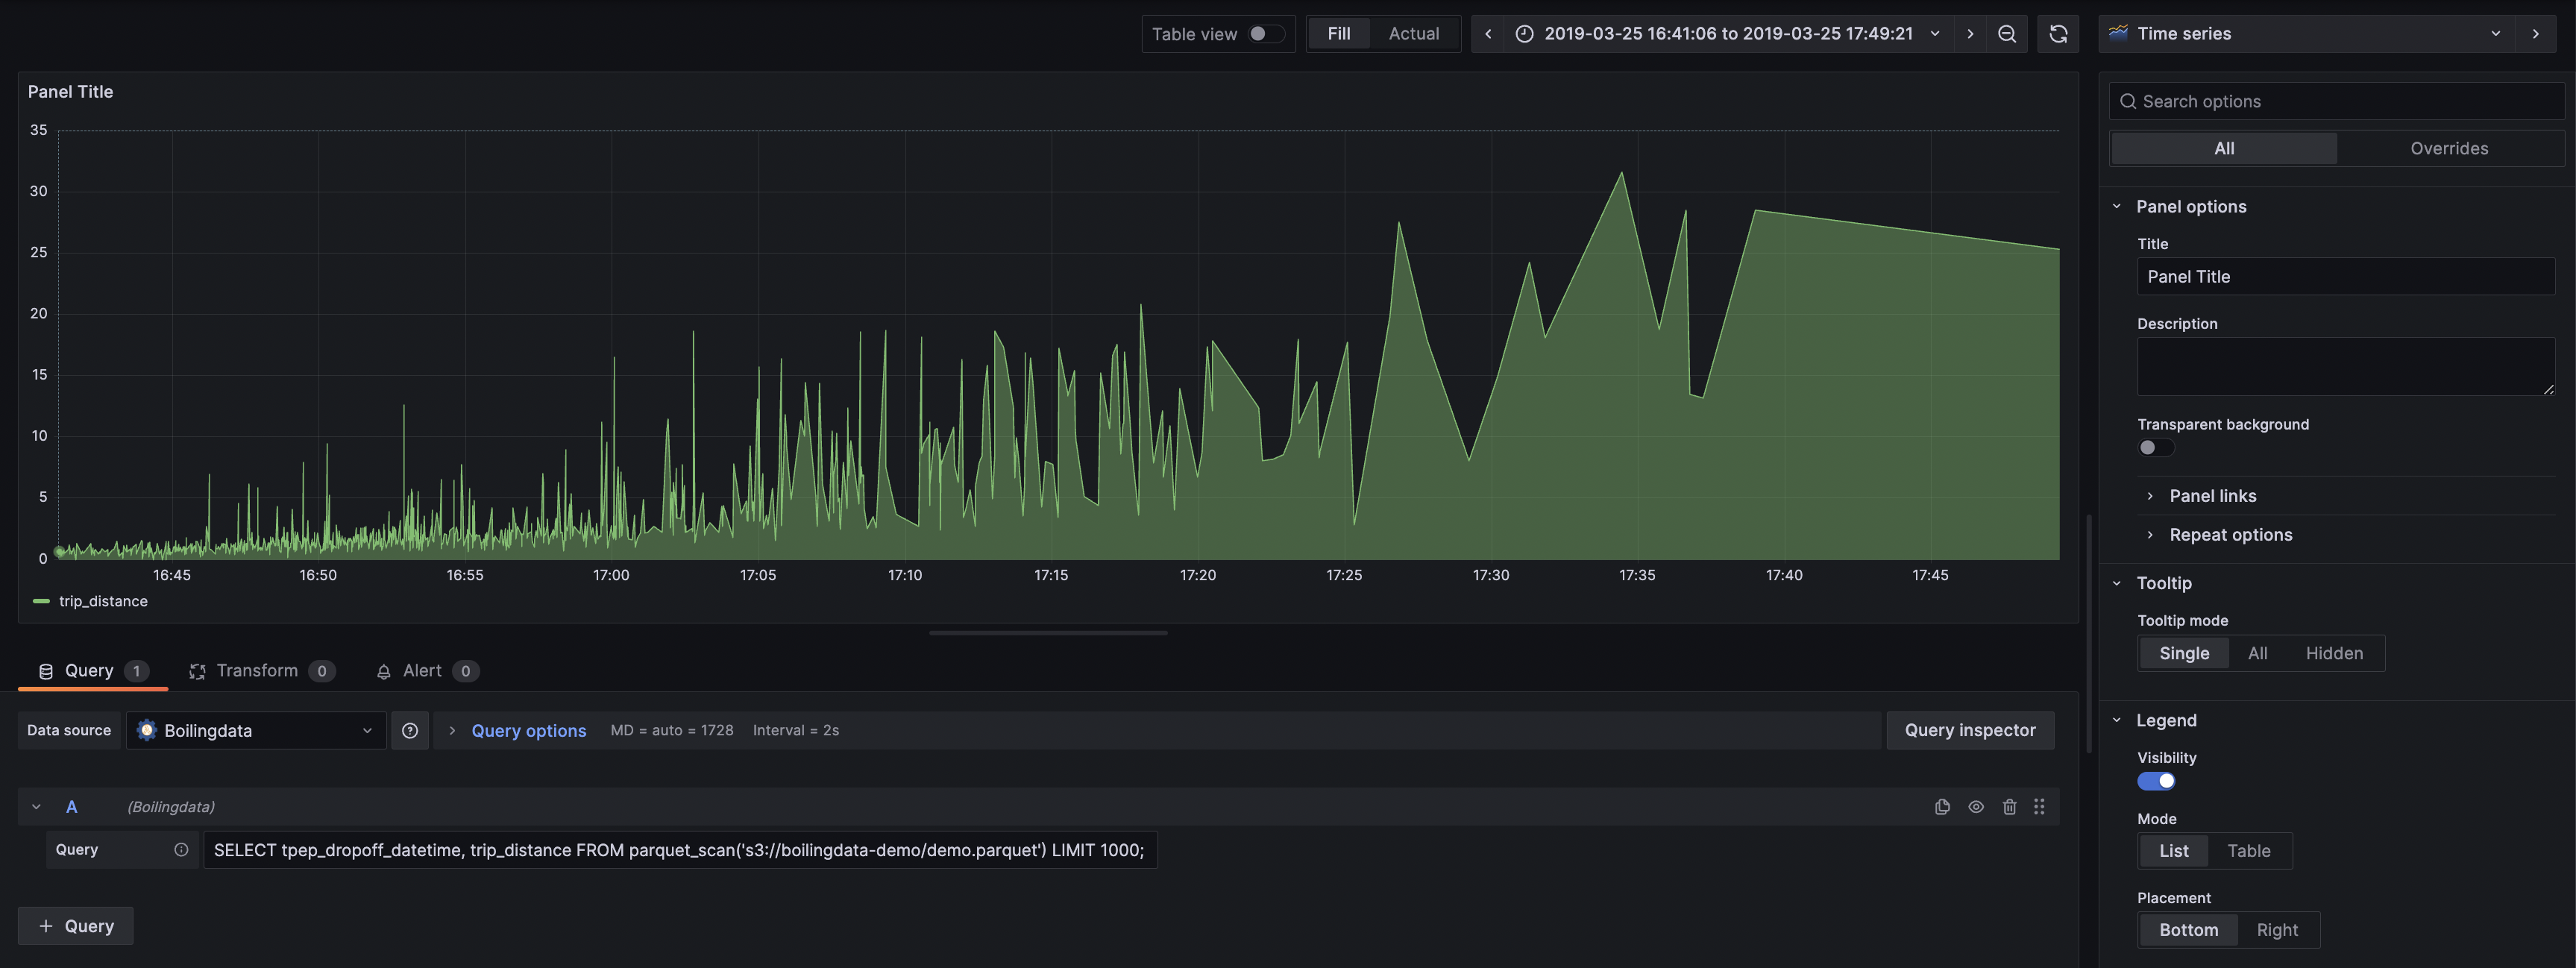 Table view
Fill
Actual
2019-03-25 16:41:06 to 2019-03-25 17:49:21
Time series
Panel Title
35
30
25
20
15
10
5
0
16:45 16:50 16:55 17:00 17:05 17:10 17:15 17:20 17:25 17:30 17:35 17:40 17:45
trip_distance
Query 1
Transform 0
Alert 0
Data source
Boilingdata
Query options
MD = auto = 1728
Interval = 2s
Query inspector
A
(Boilingdata)
Query
SELECT tpep_dropoff_datetime, trip_distance FROM parquet_scan('s3://boilingdata-demo/demo.parquet') LIMIT 1000;
+ Query
Search options
All
Overrides
Panel options
Title
Panel Title
Description
Transparent background
Panel links
Repeat options
Tooltip
Tooltip mode
Single
All
Hidden
Legend
Visibility
Mode
List
Table
Placement
Bottom
Right